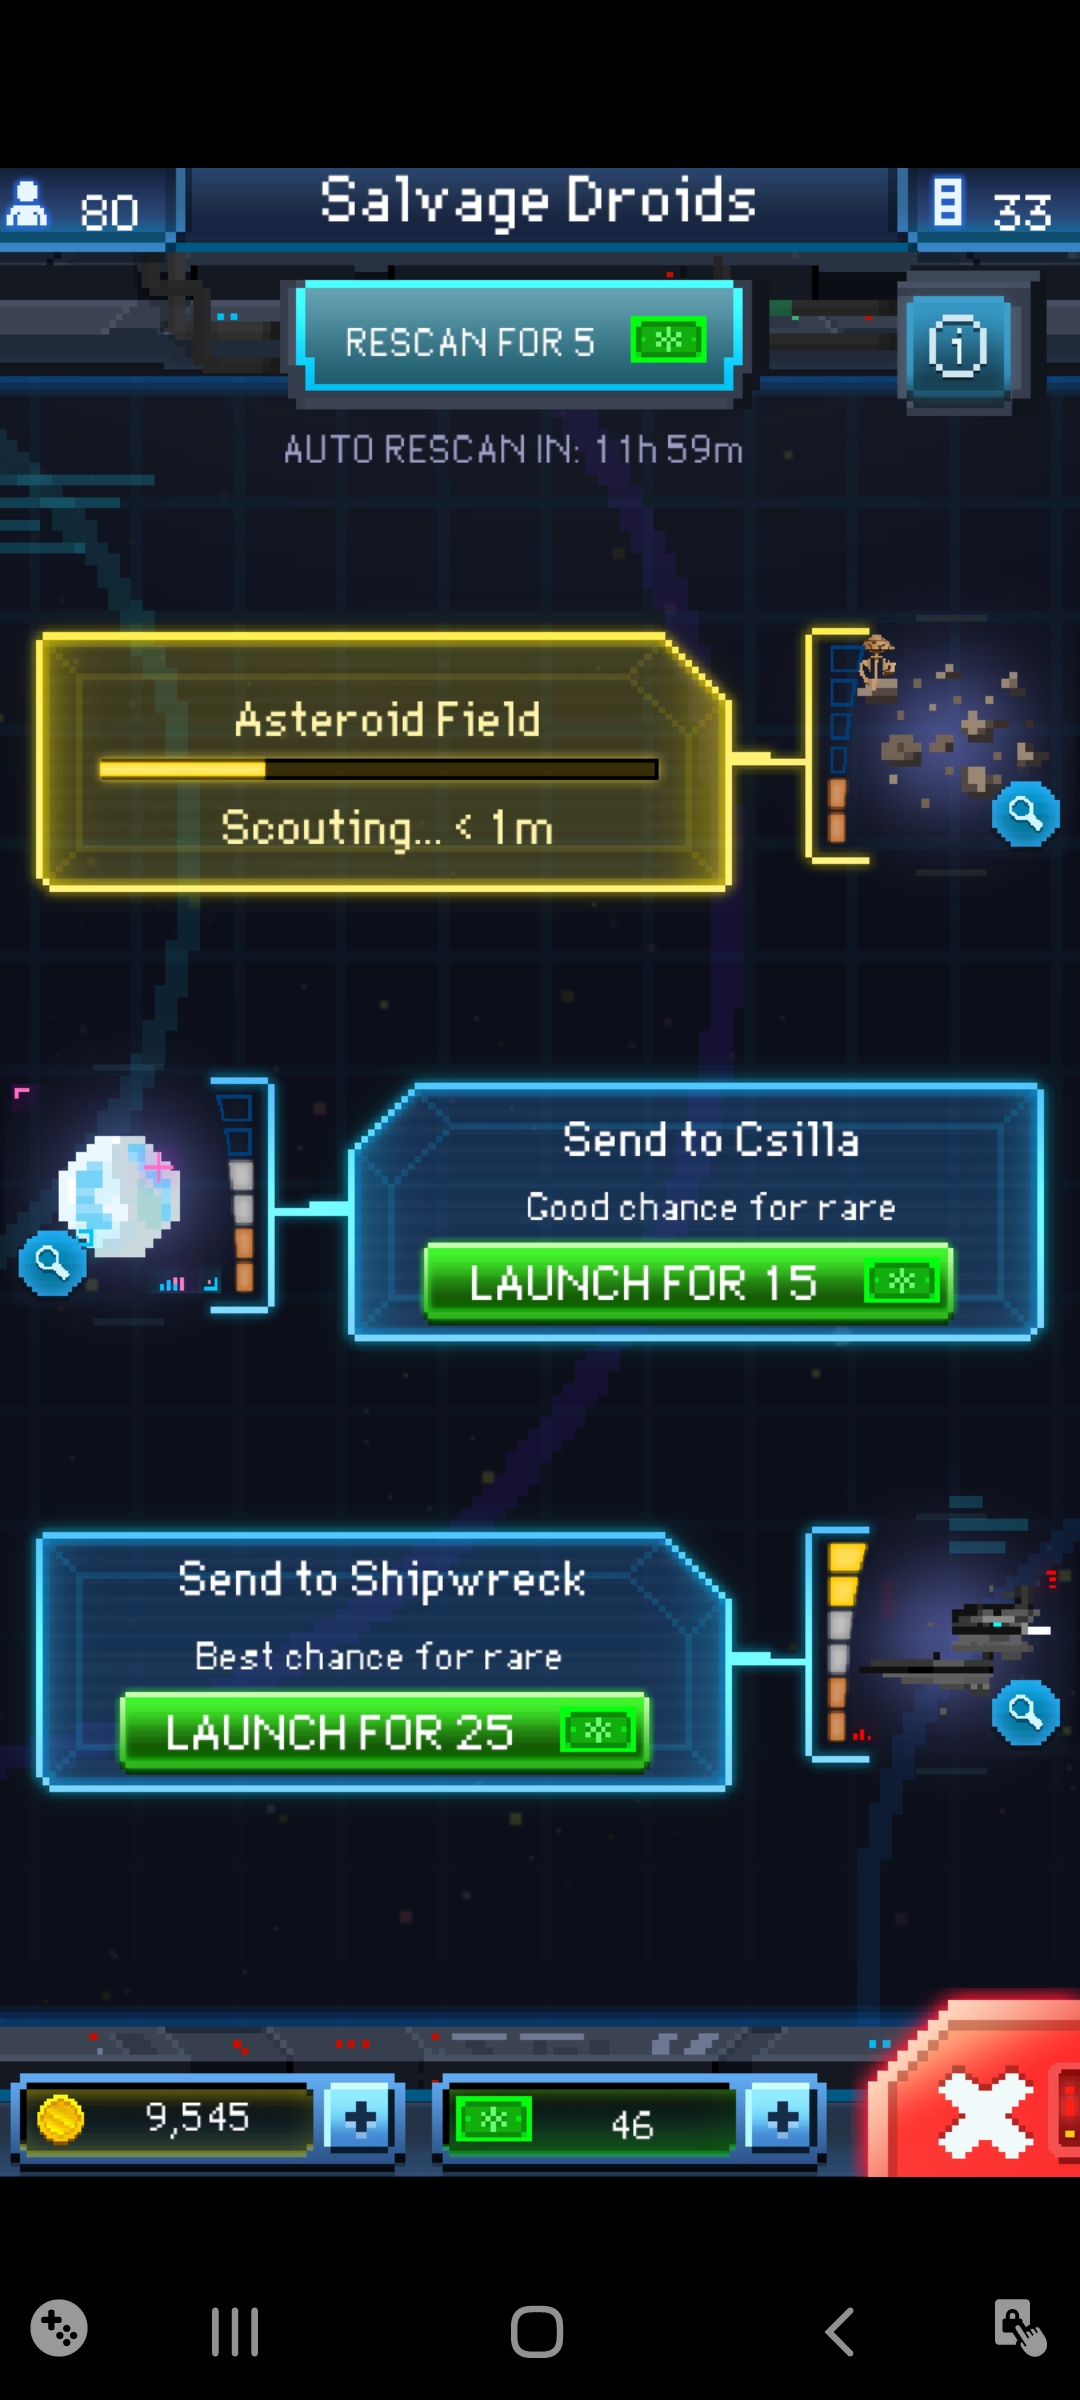 80
Salvage Droids
33
RESCAN FOR 5
AUTO RESCAN IN: 11h 59m
Asteroid Field
Scouting... < 1m
Send to Csilla
Good chance for rare
LAUNCH FOR 15
Send to Shipwreck
Best chance for rare
LAUNCH FOR 25
9,545
46